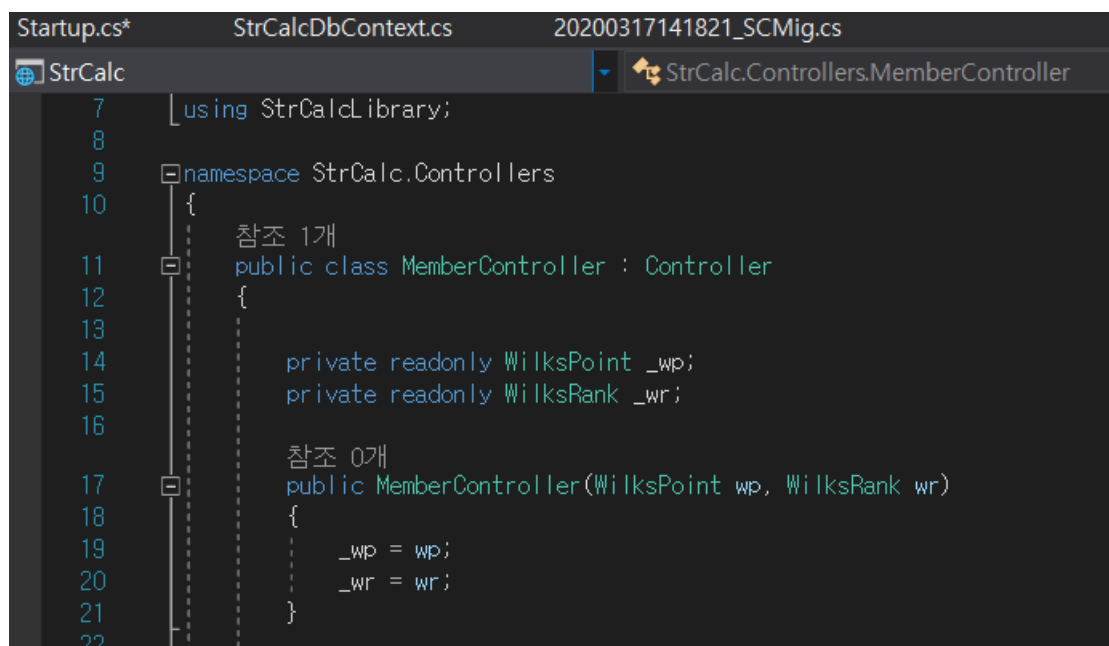 Startup.cs* StrCalcDbContext.cs 20200317141821_SCMig.cs
StrCalc StrCalc.Controllers.MemberController
7 using StrCalcLibrary;
8
9 namespace StrCalc.Controllers
10 {
참조 1개
11 public class MemberController : Controller
12 {
13
14 private readonly WilksPoint _wp;
15 private readonly WilksRank _wr;
16
참조 0개
17 public MemberController(WilksPoint wp, WilksRank wr)
18 {
19 _wp = wp;
20 _wr = wr;
21 }
22